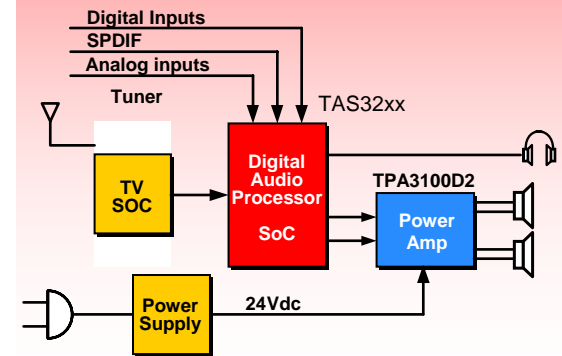 Digital Inputs
SPDIF
Analog inputs
Tuner
TAS32xx
TV
SOC
Digital
Audio
Processor
SoC
TPA3100D2
Power
Amp
Power
Supply
24Vdc